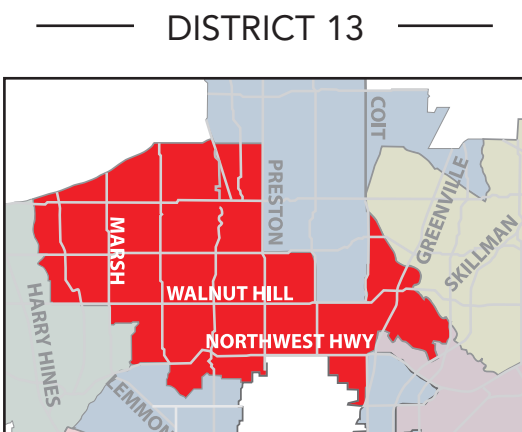 DISTRICT 13
COIT
PRESTON
GREENVILLE
SKILLMAN
MARSH
WALNUT HILL
HARRY HINES
NORTHWEST HWY
LEMMON